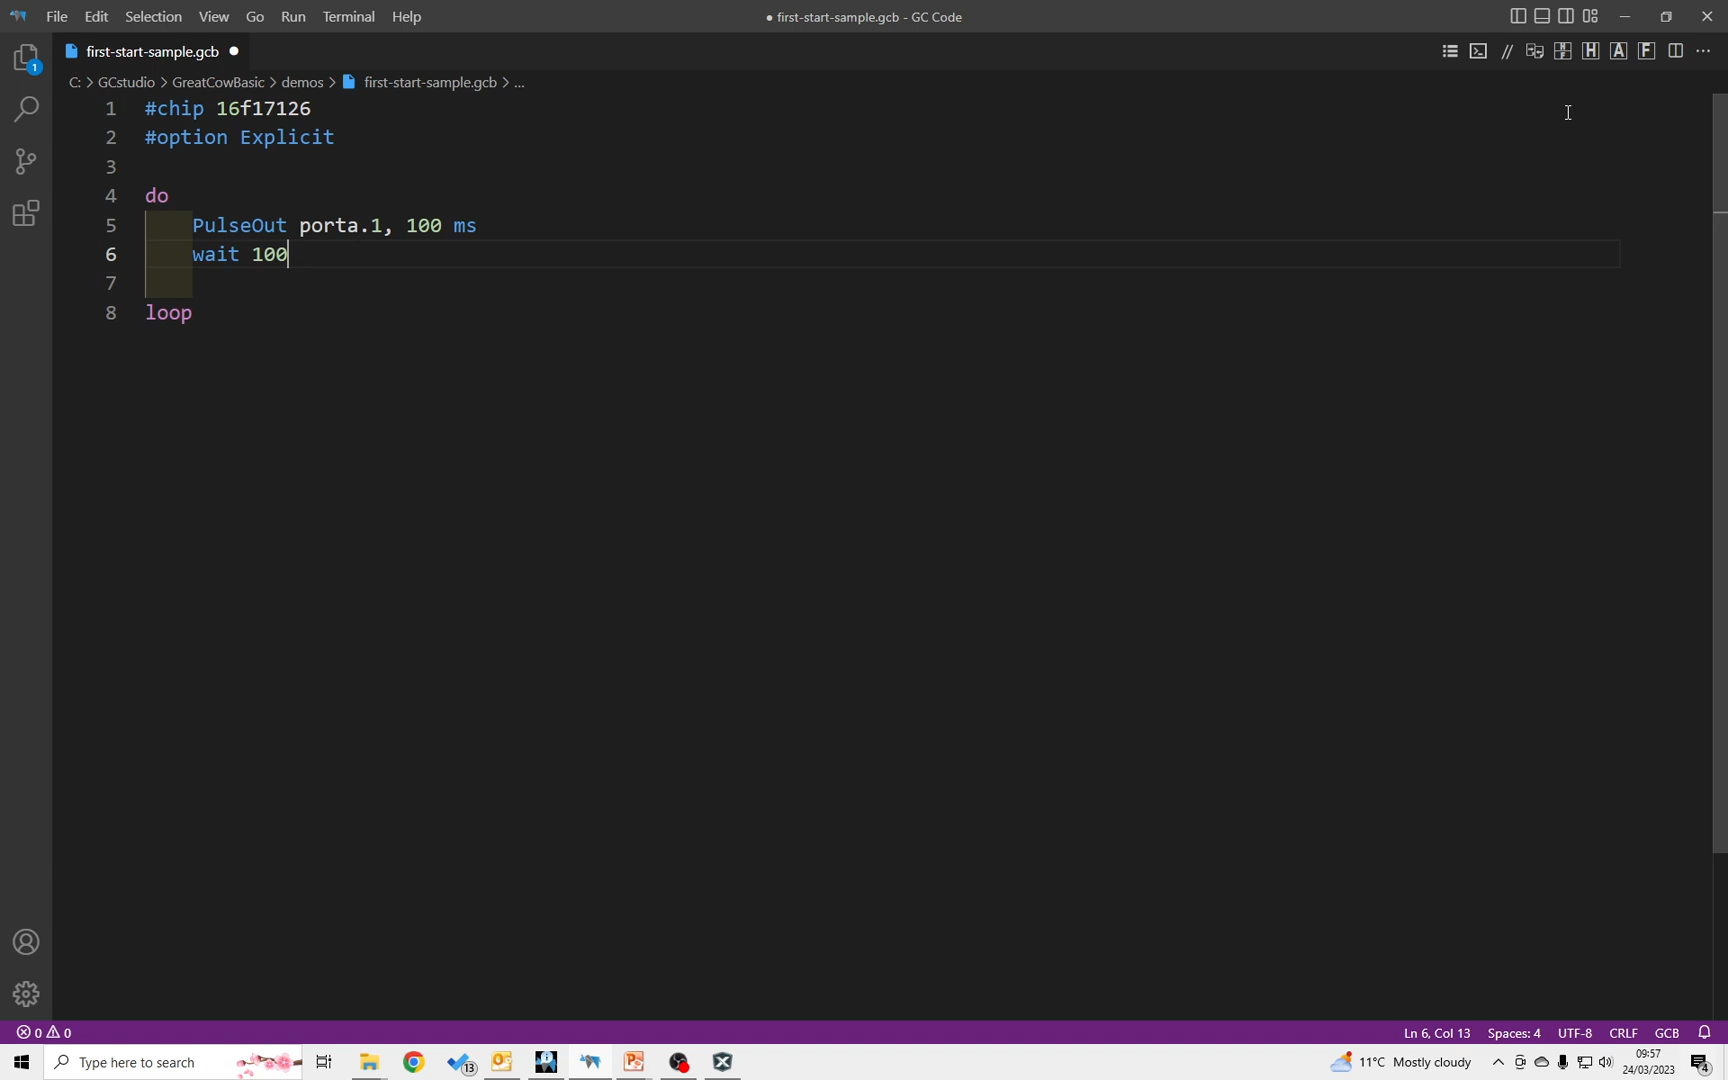 File Edit Selection View Go Run Terminal Help
● first-start-sample.gcb - GC Code
first-start-sample.gcb ●
// H F H A F ...
C: > GCstudio > GreatCowBasic > demos > first-start-sample.gcb > ...
1 #chip 16f17126
2 #option Explicit
3
4 do
5 PulseOut porta.1, 100 ms
6 wait 100
7
8 loop
1
0 0
Ln 6, Col 13 Spaces: 4 UTF-8 CRLF GCB
Type here to search
13
11°C Mostly cloudy
09:57
24/03/2023
4